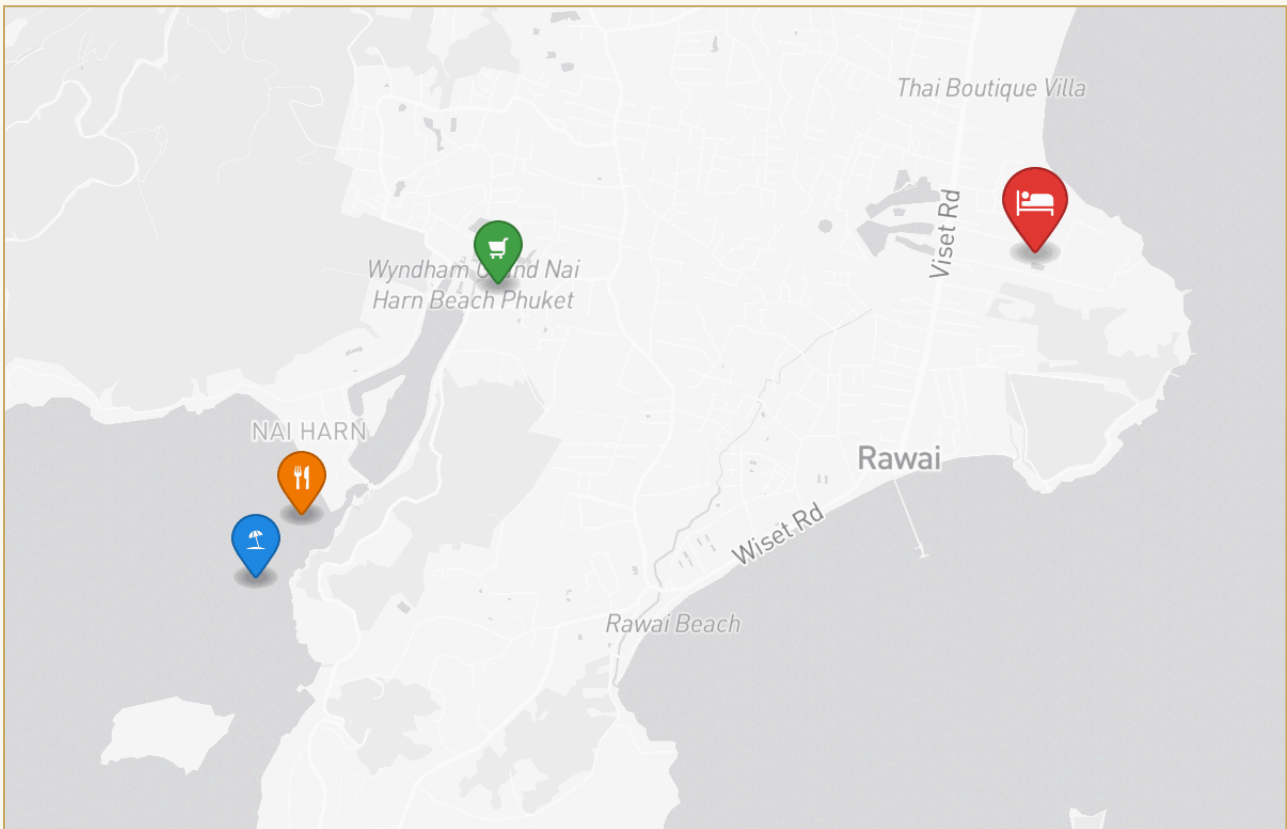 Thai Boutique Villa
Viset Rd
Wyndham Grand Nai
Harn Beach Phuket
NAI HARN
Rawai
Wiset Rd
Rawai Beach